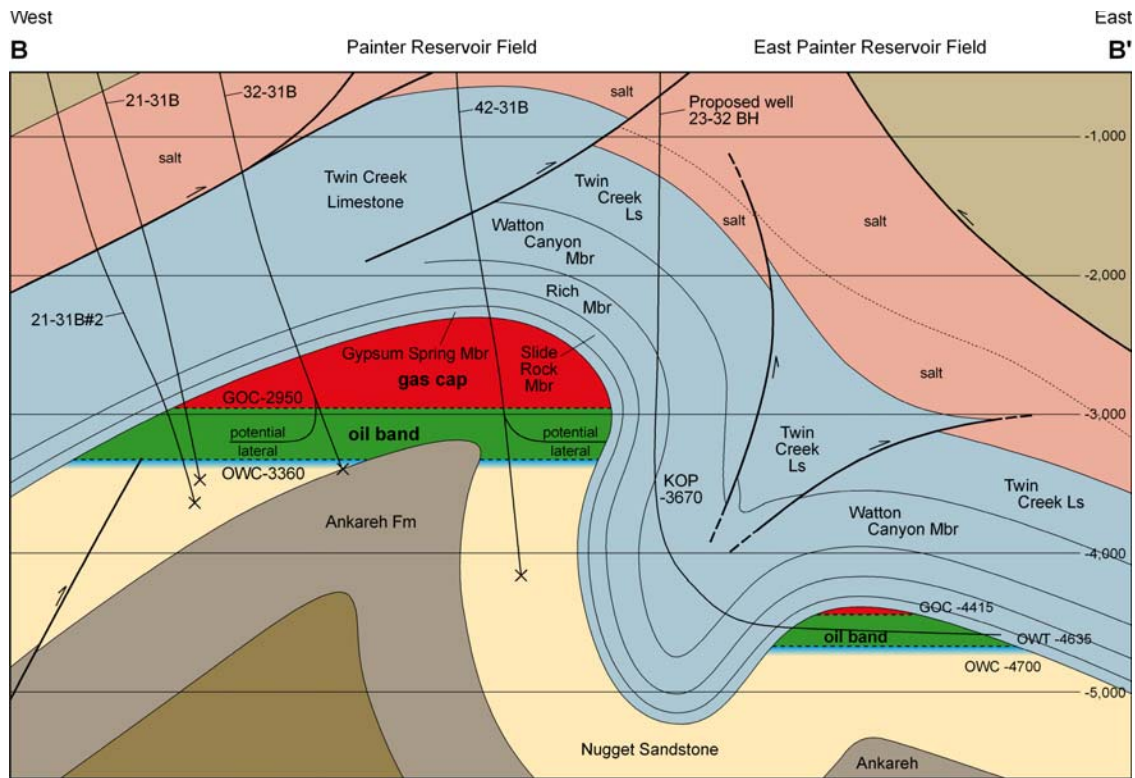 West
East
B
Painter Reservoir Field
East Painter Reservoir Field
B'
21-31B
32-31B
42-31B
salt
Proposed well
23-32 BH
-1,000
salt
Twin Creek
Limestone
Twin
Creek
Ls
Watton
Canyon
Mbr
salt
salt
-2,000
Rich
Mbr
21-31B#2
Gypsum Spring Mbr
Slide
Rock
Mbr
gas cap
salt
GOC-2950
-3,000
potential
lateral
oil band
potential
lateral
OWC-3360
KOP
-3670
Twin
Creek
Ls
Twin
Creek Ls
Ankareh Fm
Watton
Canyon Mbr
-4,000
GOC -4415
oil band
OWT -4635
OWC -4700
-5,000
Nugget Sandstone
Ankareh